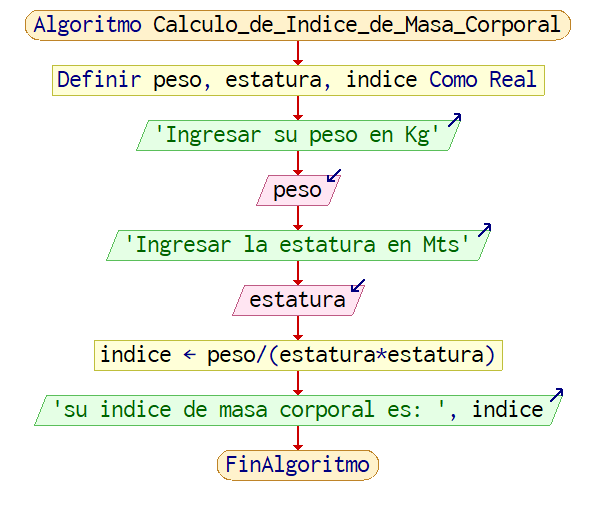 Algoritmo Calculo_de_Indice_de_Masa_Corporal
Definir peso, estatura, indice Como Real
'Ingresar su peso en Kg'
peso
'Ingresar la estatura en Mts'
estatura
indice ← peso/(estatura*estatura)
'su indice de masa corporal es: ', indice
FinAlgoritmo